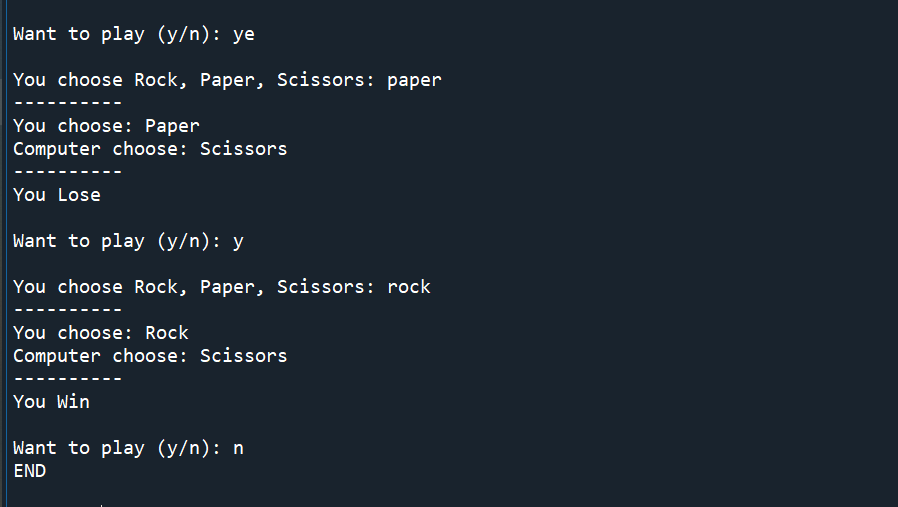 Want to play (y/n): ye
You choose Rock, Paper, Scissors: paper
----------
You choose: Paper
Computer choose: Scissors
----------
You Lose
Want to play (y/n): y
You choose Rock, Paper, Scissors: rock
----------
You choose: Rock
Computer choose: Scissors
----------
You Win
Want to play (y/n): n
END